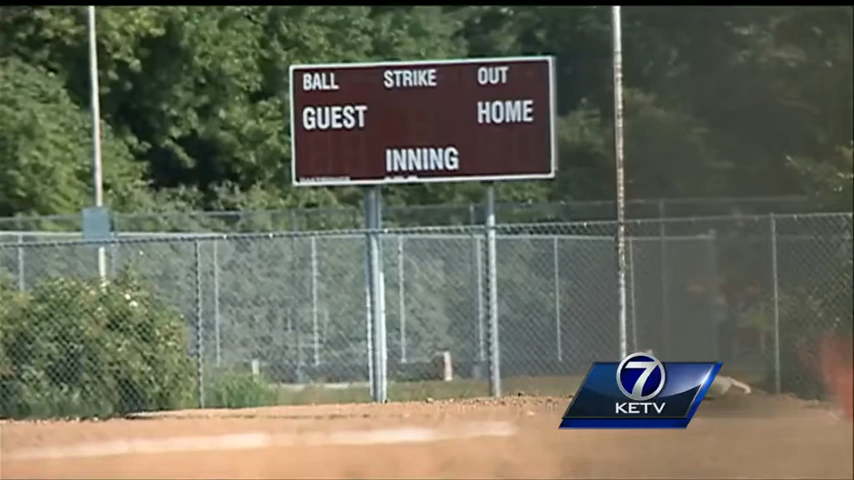 BALL STRIKE OUT
GUEST HOME
INNING
7
KETV